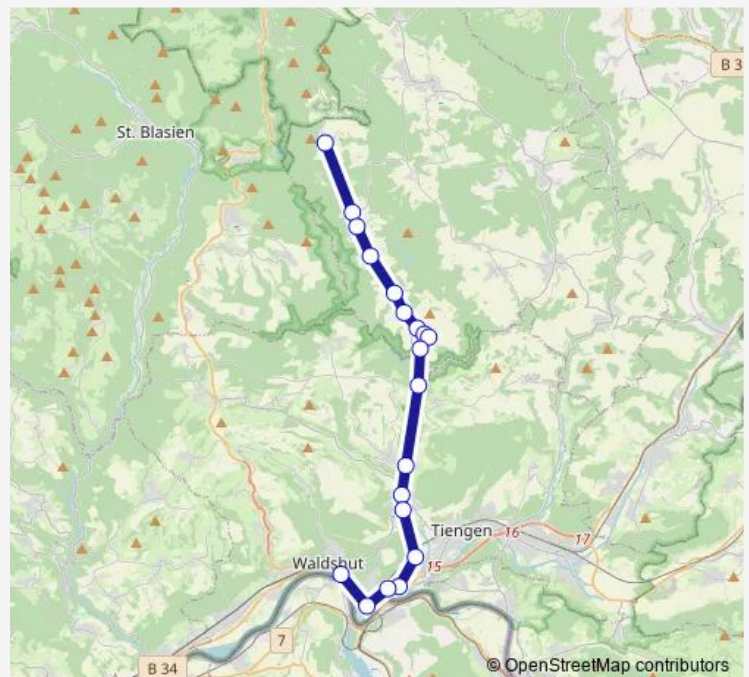 B 3
St. Blasien
Tiengen
16
17
Waldshut
15
7
B 34
© OpenStreetMap contributors